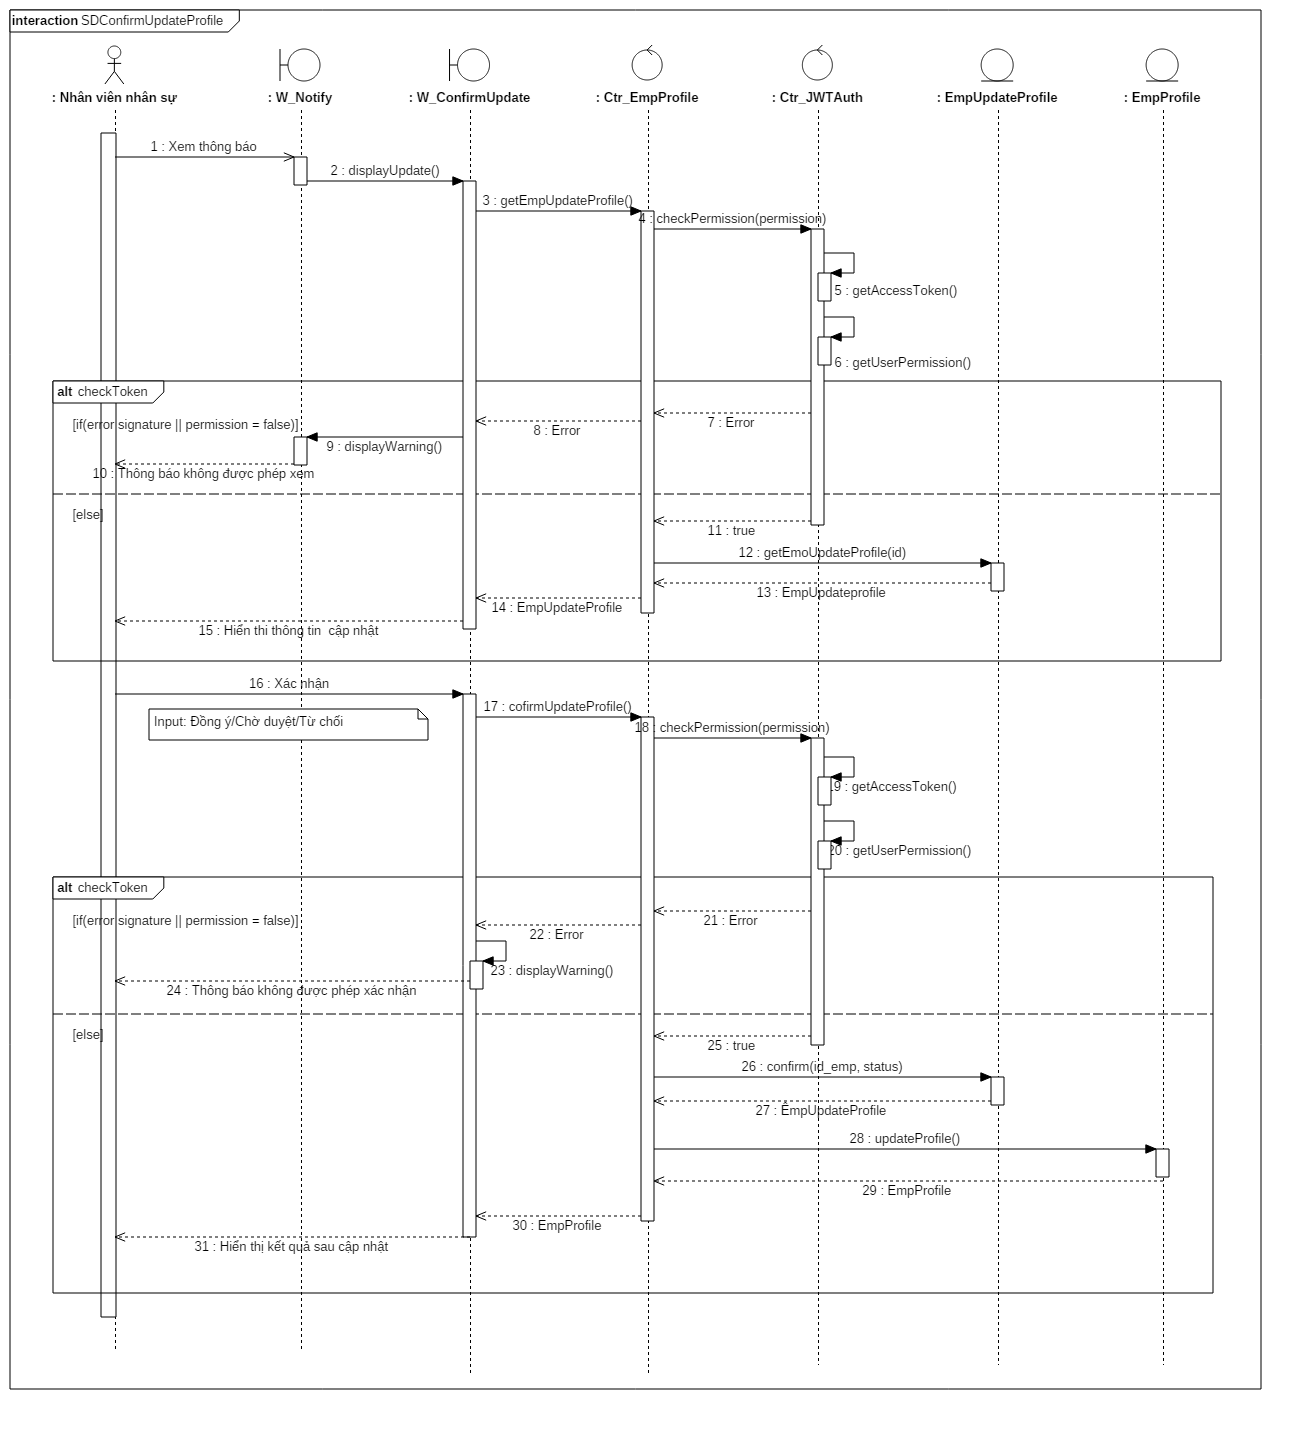 interaction SDConfirmUpdateProfile
: Nhân viên nhân sự
: W_Notify
: W_ConfirmUpdate
: Ctr_EmpProfile
: Ctr_JWTAuth
: EmpUpdateProfile
: EmpProfile
1 : Xem thông báo
2 : displayUpdate()
3 : getEmpUpdateProfile()
4 : checkPermission(permission)
5 : getAccessToken()
6 : getUserPermission()
alt checkToken
[if(error signature || permission = false)]
7 : Error
8 : Error
9 : displayWarning()
10 : Thông báo không được phép xem
[else]
11 : true
12 : getEmoUpdateProfile(id)
13 : EmpUpdateprofile
14 : EmpUpdateProfile
15 : Hiển thi thông tin  cập nhật
16 : Xác nhận
Input: Đồng ý/Chờ duyệt/Từ chối
17 : cofirmUpdateProfile()
18 : checkPermission(permission)
19 : getAccessToken()
20 : getUserPermission()
alt checkToken
[if(error signature || permission = false)]
21 : Error
22 : Error
23 : displayWarning()
24 : Thông báo không được phép xác nhận
[else]
25 : true
26 : confirm(id_emp, status)
27 : EmpUpdateProfile
28 : updateProfile()
29 : EmpProfile
30 : EmpProfile
31 : Hiển thị kết quả sau cập nhật